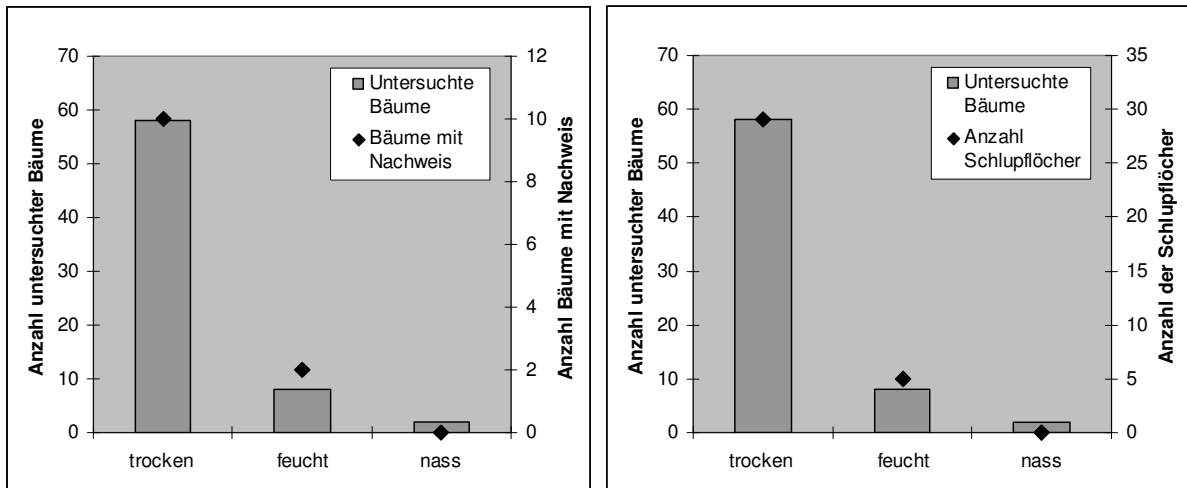 Anzahl untersuchter Bäume
70
60
50
40
30
20
10
0
Untersuchte
Bäume
Bäume mit
Nachweis
12
10
8
6
4
2
0
Anzahl Bäume mit Nachweis
trocken feucht nass
Anzahl untersuchter Bäume
70
60
50
40
30
20
10
0
Untersuchte
Bäume
Anzahl
Schlupflöcher
35
30
25
20
15
10
5
0
Anzahl der Schlupflöcher
trocken feucht nass